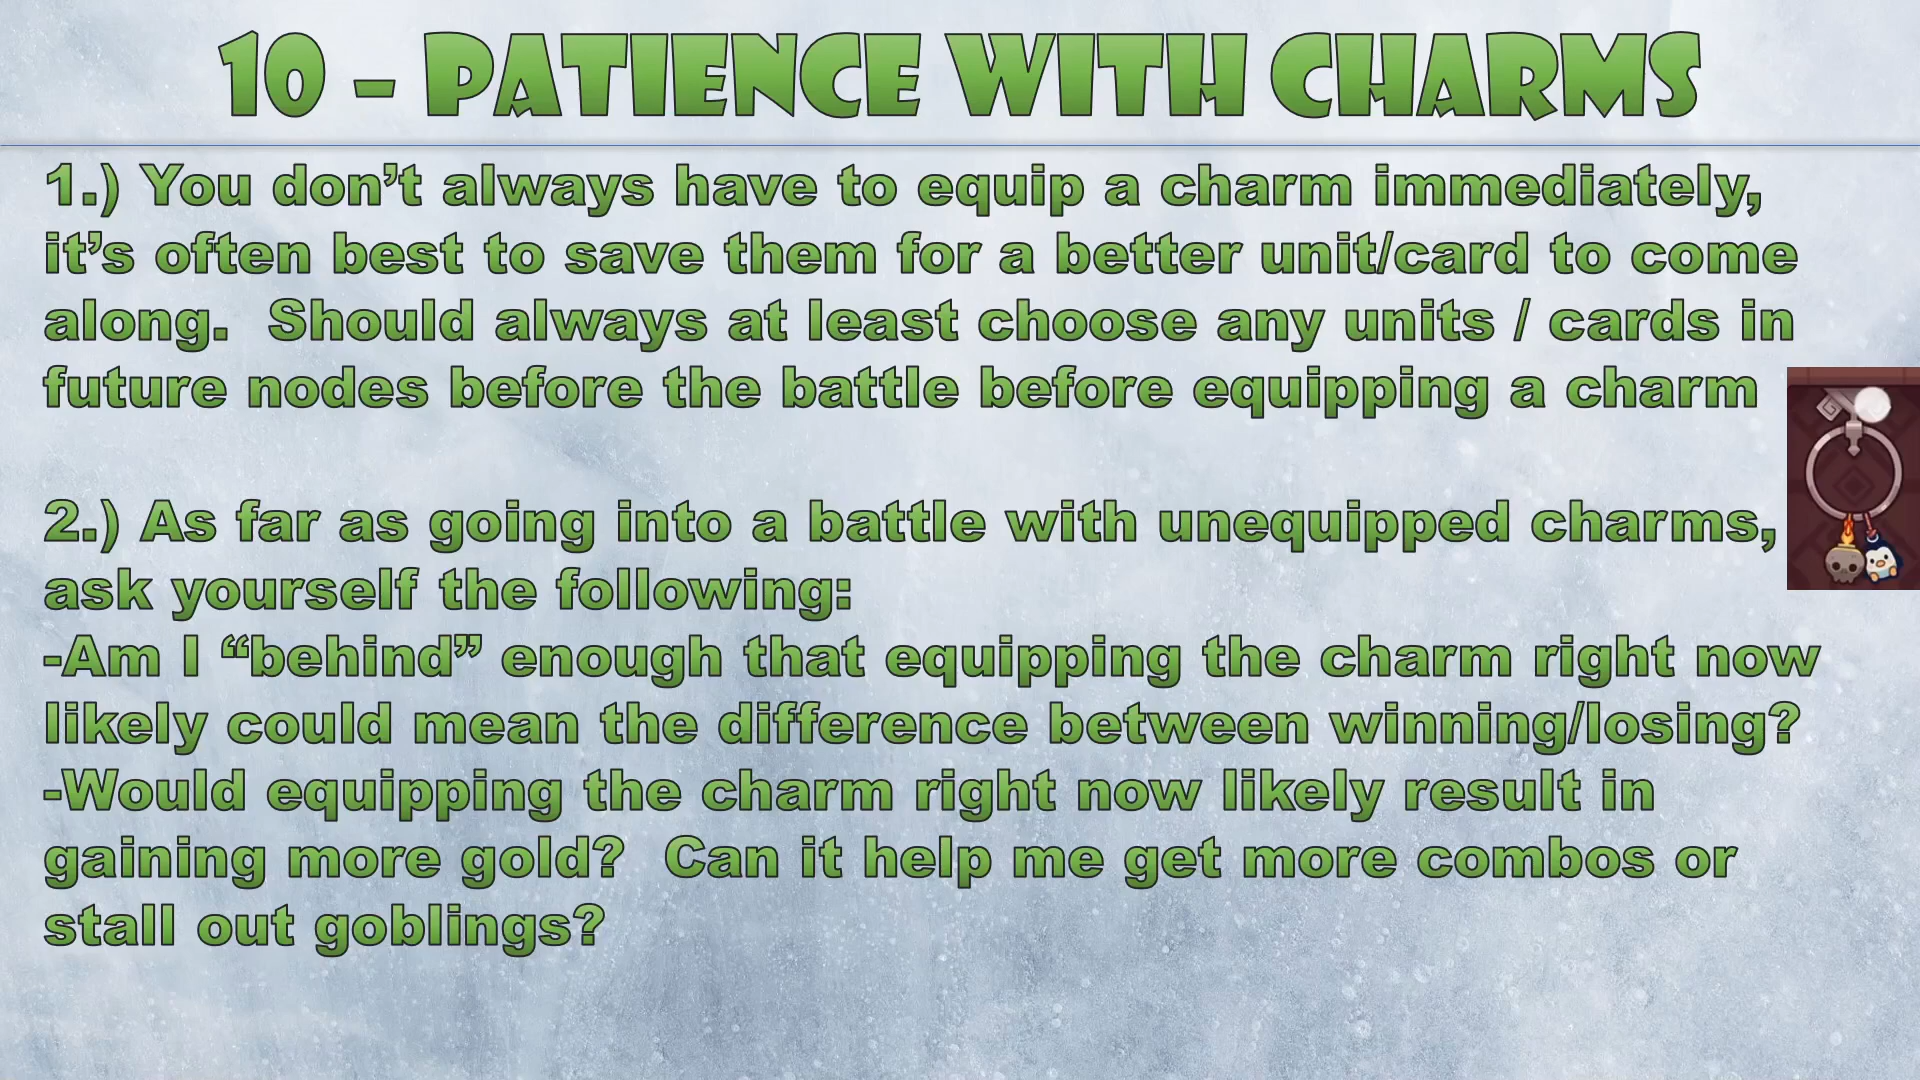 10 – PATIENCE WITH CHARMS
1.) You don’t always have to equip a charm immediately,
it’s often best to save them for a better unit/card to come
along.  Should always at least choose any units / cards in
future nodes before the battle before equipping a charm
2.) As far as going into a battle with unequipped charms,
ask yourself the following:
-Am I “behind” enough that equipping the charm right now
likely could mean the difference between winning/losing?
-Would equipping the charm right now likely result in
gaining more gold?  Can it help me get more combos or
stall out goblings?